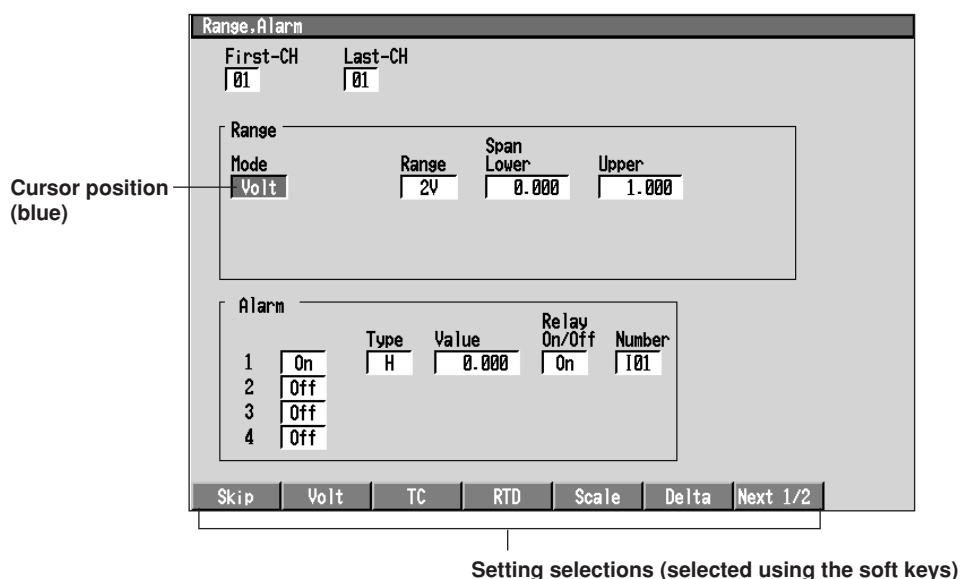 Range,Alarm
First-CH Last-CH
01 01
Range
Span
Mode Range Lower Upper
Cursor position
(blue)
Volt 2V 0.000 1.000
Alarm
Relay
Type Value On/Off Number
1 On H 0.000 On I01
2 Off
3 Off
4 Off
Skip Volt TC RTD Scale Delta Next 1/2
Setting selections (selected using the soft keys)